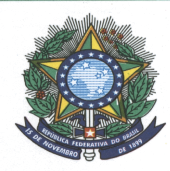 REPÚBLICA FEDERATIVA DO BRASIL
15 DE NOVEMBRO
DE 1889